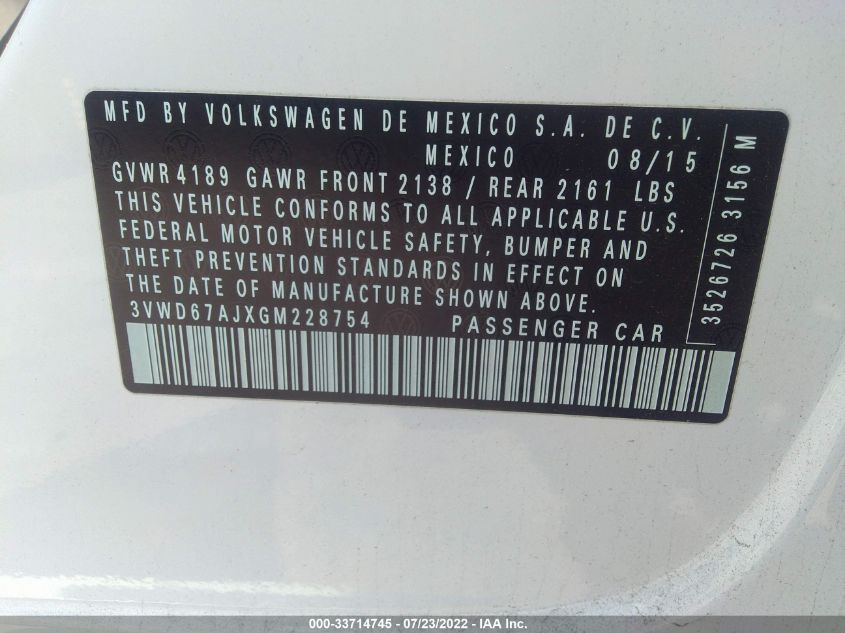 MFD BY VOLKSWAGEN DE MEXICO S.A. DE C.V.
MEXICO 08/15
GVWR 4189 GAWR FRONT 2138 / REAR 2161 LBS
THIS VEHICLE CONFORMS TO ALL APPLICABLE U.S.
FEDERAL MOTOR VEHICLE SAFETY, BUMPER AND
THEFT PREVENTION STANDARDS IN EFFECT ON
THE DATE OF MANUFACTURE SHOWN ABOVE.
3VWD67AJXGM228754 PASSENGER CAR
3526726 3156 M
000-33714745 - 07/23/2022 - IAA Inc.